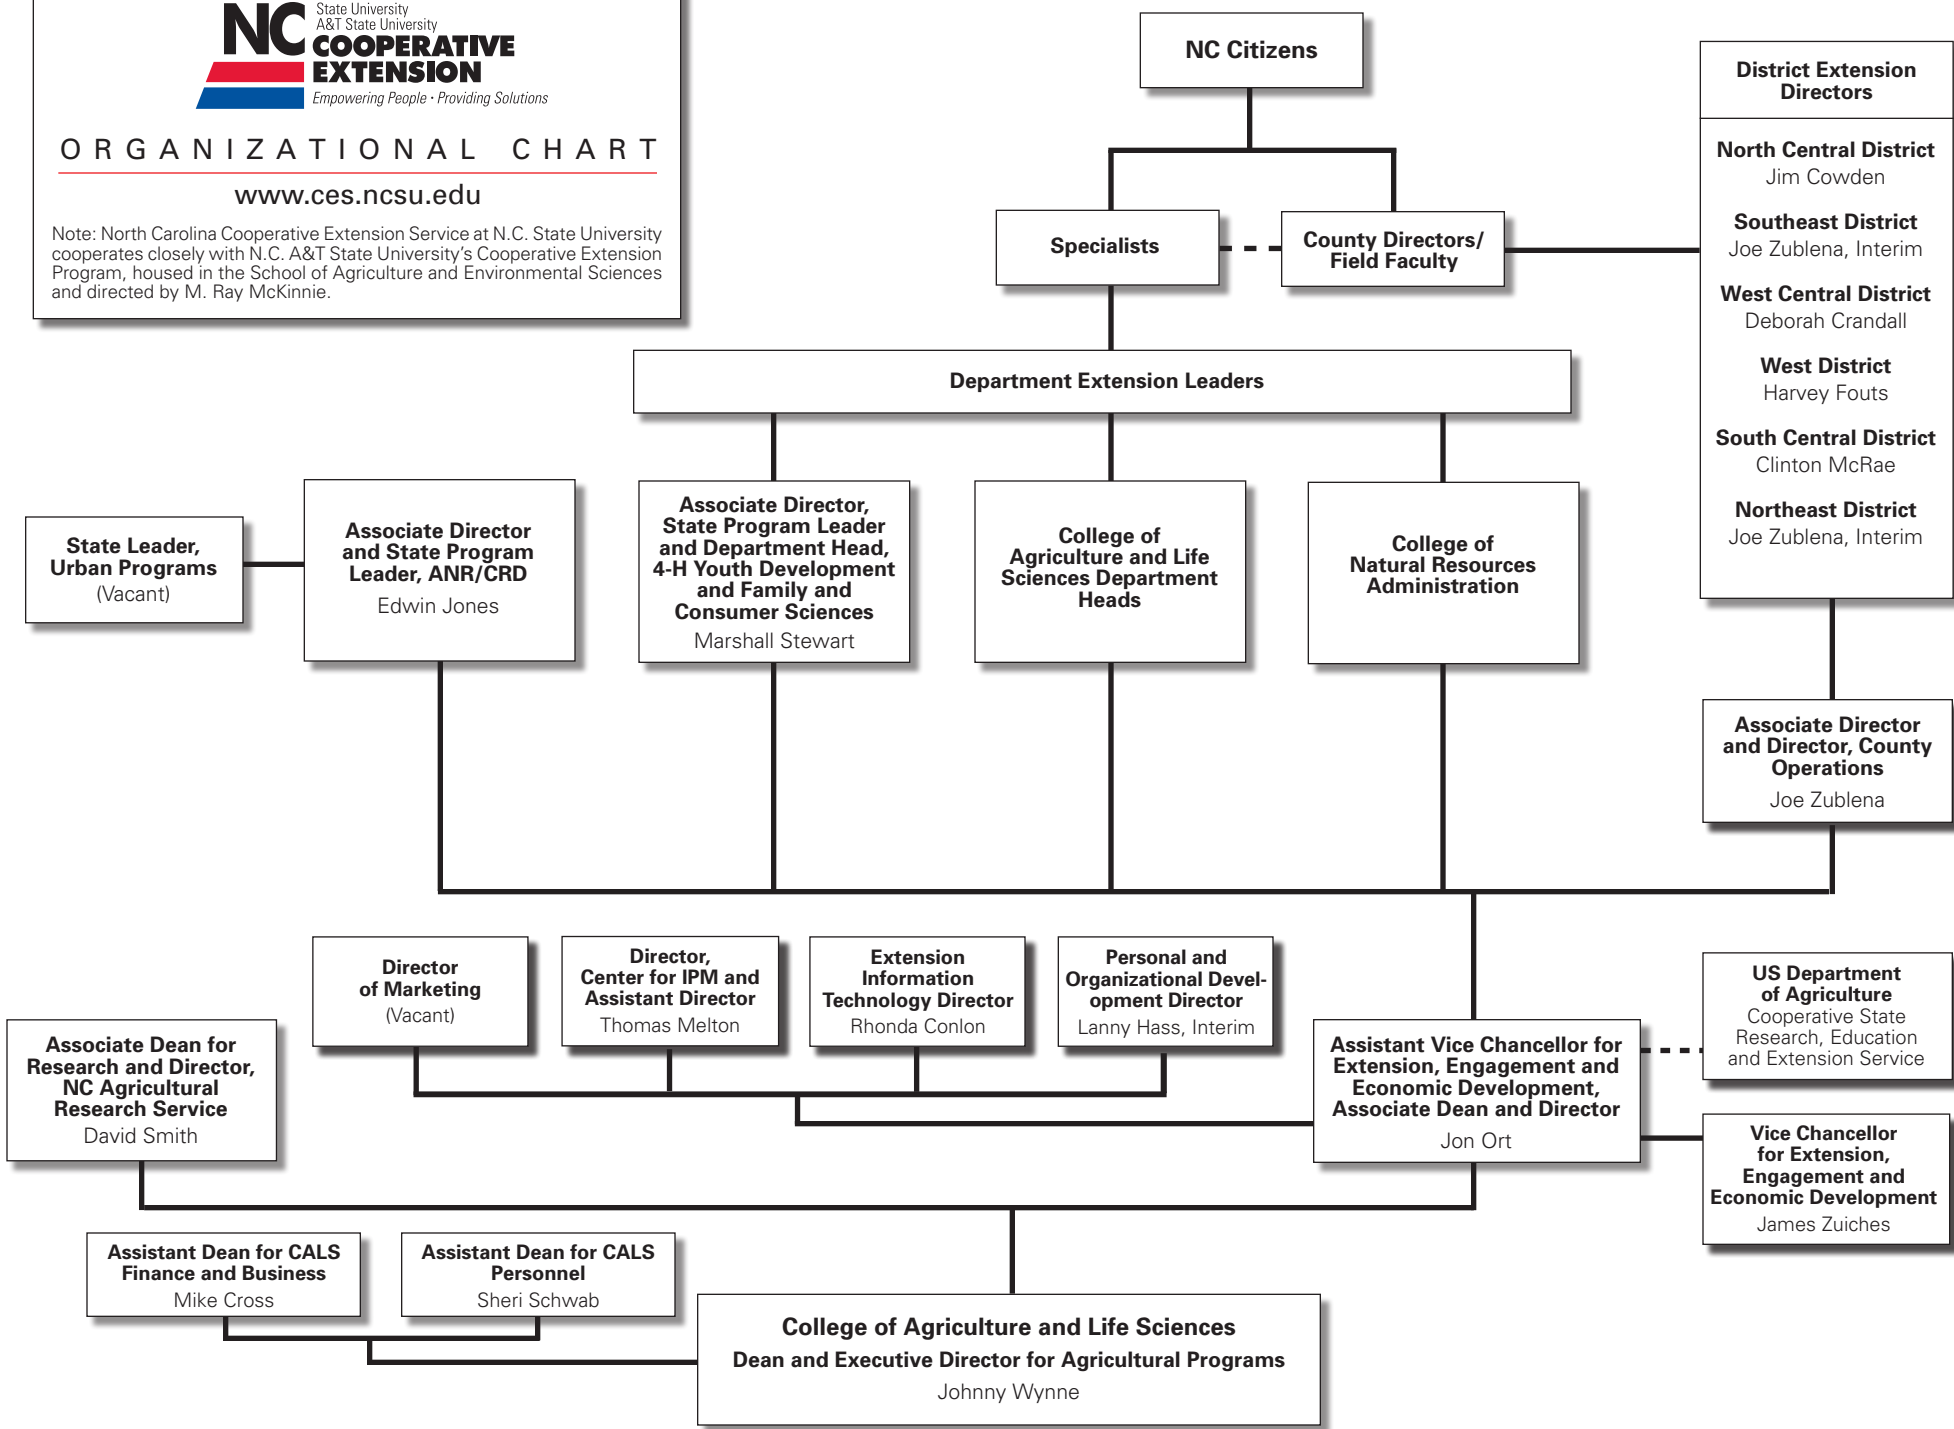 NC
State University
A&T State University
COOPERATIVE
EXTENSION
Empowering People • Providing Solutions
ORGANIZATIONAL CHART
www.ces.ncsu.edu
Note: North Carolina Cooperative Extension Service at N.C. State University
cooperates closely with N.C. A&T State University's Cooperative Extension
Program, housed in the School of Agriculture and Environmental Sciences
and directed by M. Ray McKinnie.
NC Citizens
Specialists
County Directors/
Field Faculty
District Extension
Directors
North Central District
Jim Cowden
Southeast District
Joe Zublena, Interim
West Central District
Deborah Crandall
West District
Harvey Fouts
South Central District
Clinton McRae
Northeast District
Joe Zublena, Interim
Department Extension Leaders
State Leader,
Urban Programs
(Vacant)
Associate Director
and State Program
Leader, ANR/CRD
Edwin Jones
Associate Director,
State Program Leader
and Department Head,
4-H Youth Development
and Family and
Consumer Sciences
Marshall Stewart
College of
Agriculture and Life
Sciences Department
Heads
College of
Natural Resources
Administration
Associate Director
and Director, County
Operations
Joe Zublena
Director
of Marketing
(Vacant)
Director,
Center for IPM and
Assistant Director
Thomas Melton
Extension
Information
Technology Director
Rhonda Conlon
Personal and
Organizational Devel-
opment Director
Lanny Hass, Interim
Associate Dean for
Research and Director,
NC Agricultural
Research Service
David Smith
Assistant Vice Chancellor for
Extension, Engagement and
Economic Development,
Associate Dean and Director
Jon Ort
US Department
of Agriculture
Cooperative State
Research, Education
and Extension Service
Vice Chancellor
for Extension,
Engagement and
Economic Development
James Zuiches
Assistant Dean for CALS
Finance and Business
Mike Cross
Assistant Dean for CALS
Personnel
Sheri Schwab
College of Agriculture and Life Sciences
Dean and Executive Director for Agricultural Programs
Johnny Wynne